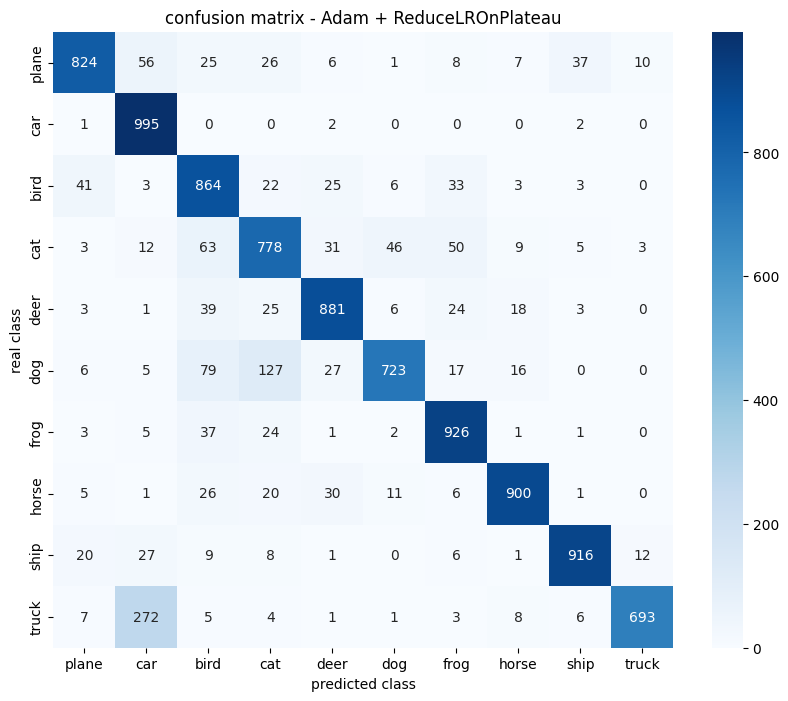 confusion matrix - Adam + ReduceLROnPlateau
plane 824 56 25 26 6 1 8 7 37 10
car 1 995 0 0 2 0 0 0 2 0
bird 41 3 864 22 25 6 33 3 3 0
cat 3 12 63 778 31 46 50 9 5 3
deer 3 1 39 25 881 6 24 18 3 0
dog 6 5 79 127 27 723 17 16 0 0
frog 3 5 37 24 1 2 926 1 1 0
horse 5 1 26 20 30 11 6 900 1 0
ship 20 27 9 8 1 0 6 1 916 12
truck 7 272 5 4 1 1 3 8 6 693
plane car bird cat deer dog frog horse ship truck
predicted class
real class
800
600
400
200
0